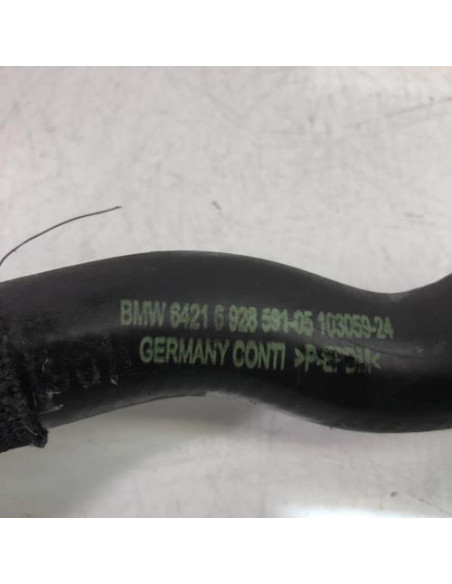 BMW 6421 6 928 591-05 103059-24
GERMANY CONTI >P-EPDM<